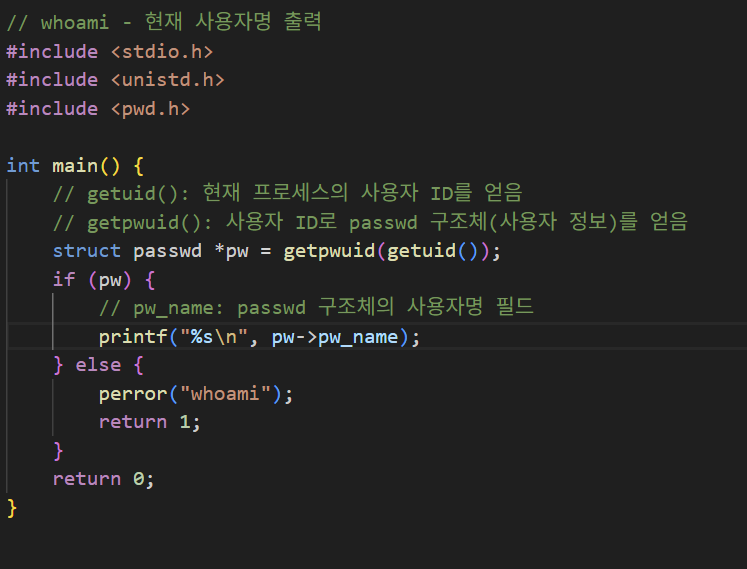 // whoami - 현재 사용자명 출력
#include <stdio.h>
#include <unistd.h>
#include <pwd.h>

int main() {
    // getuid(): 현재 프로세스의 사용자 ID를 얻음
    // getpwuid(): 사용자 ID로 passwd 구조체(사용자 정보)를 얻음
    struct passwd *pw = getpwuid(getuid());
    if (pw) {
        // pw_name: passwd 구조체의 사용자명 필드
        printf("%s\n", pw->pw_name);
    } else {
        perror("whoami");
        return 1;
    }
    return 0;
}